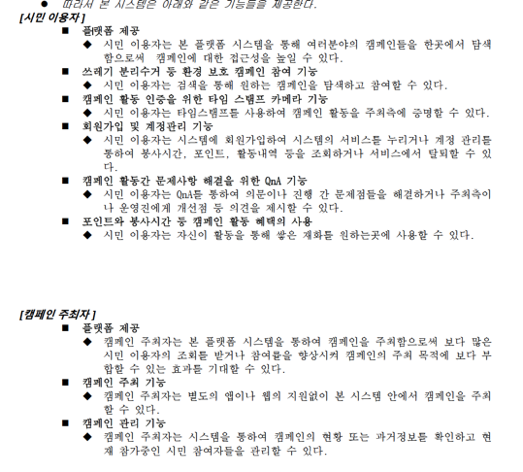 ● 따라서 본 시스템은 아래와 같은 기능들을 제공한다.
[시민 이용자]
■ 플랫폼 제공
◆ 시민 이용자는 본 플랫폼 시스템을 통해 여러분야의 캠페인들을 한곳에서 탐색
함으로써 캠페인에 대한 접근성을 높일 수 있다.
■ 쓰레기 분리수거 등 환경 보호 캠페인 참여 기능
◆ 시민 이용자는 검색을 통해 원하는 캠페인을 탐색하고 참여할 수 있다.
■ 캠페인 활동 인증을 위한 타임 스탬프 카메라 기능
◆ 시민 이용자는 타임스탬프를 사용하여 캠페인 활동을 주최측에 증명할 수 있다.
■ 회원가입 및 계정관리 기능
◆ 시민 이용자는 시스템에 회원가입하여 시스템의 서비스를 누리거나 계정 관리를
통하여 봉사시간, 포인트, 활동내역 등을 조회하거나 서비스에서 탈퇴할 수 있
다.
■ 캠페인 활동간 문제사항 해결을 위한 QnA 기능
◆ 시민 이용자는 QnA를 통하여 의문이나 진행 간 문제점들을 해결하거나 주최측이
나 운영진에게 개선점 등 의견을 제시할 수 있다.
■ 포인트와 봉사시간 등 캠페인 활동 혜택의 사용
◆ 시민 이용자는 자신이 활동을 통해 쌓은 재화를 원하는곳에 사용할 수 있다.
[캠페인 주최자]
■ 플랫폼 제공
◆ 캠페인 주최자는 본 플랫폼 시스템을 통하여 캠페인을 주최함으로써 보다 많은
시민 이용자의 조회를 받거나 참여률을 향상시켜 캠페인의 주최 목적에 보다 부
합할 수 있는 효과를 기대할 수 있다.
■ 캠페인 주최 기능
◆ 캠페인 주최자는 별도의 앱이나 웹의 지원없이 본 시스템 안에서 캠페인을 주최
할 수 있다.
■ 캠페인 관리 기능
◆ 캠페인 주최자는 시스템을 통하여 캠페인의 현황 또는 과거정보를 확인하고 현
재 참가중인 시민 참여자들을 관리할 수 있다.